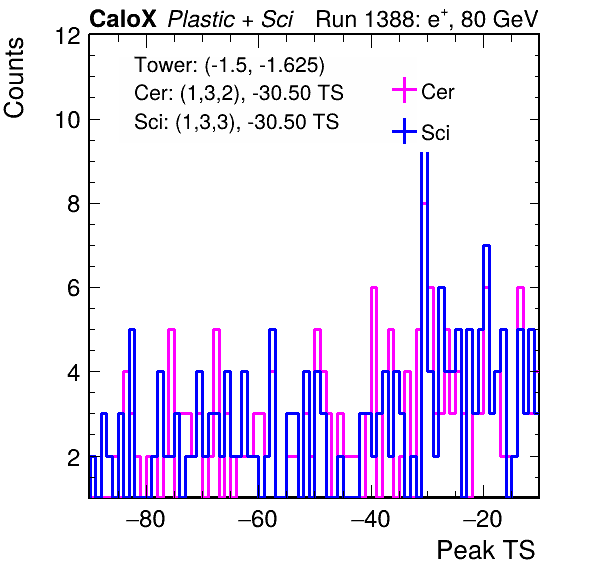 CaloX Plastic + Sci Run 1388: e+, 80 GeV
Counts
12
10
8
6
4
2
Tower: (-1.5, -1.625)
Cer: (1,3,2), -30.50 TS
Sci: (1,3,3), -30.50 TS
Cer
Sci
−80 −60 −40 −20
Peak TS